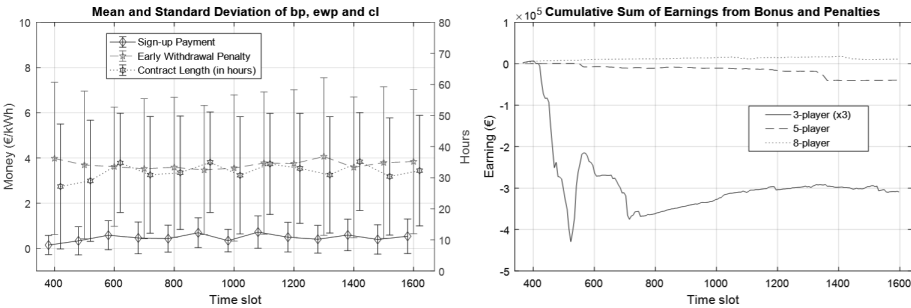 Mean and Standard Deviation of bp, ewp and cl
10
8
6
4
2
0
Money (€/kWh)
80
70
60
50
40
30
20
10
0
Hours
Sign-up Payment
Early Withdrawal Penalty
Contract Length (in hours)
400 600 800 1000 1200 1400 1600
Time slot
Cumulative Sum of Earnings from Bonus and Penalties
× 10^5
1
0
-1
-2
-3
-4
-5
Earning (€)
3-player (x3)
5-player
8-player
400 600 800 1000 1200 1400 1600
Time slot